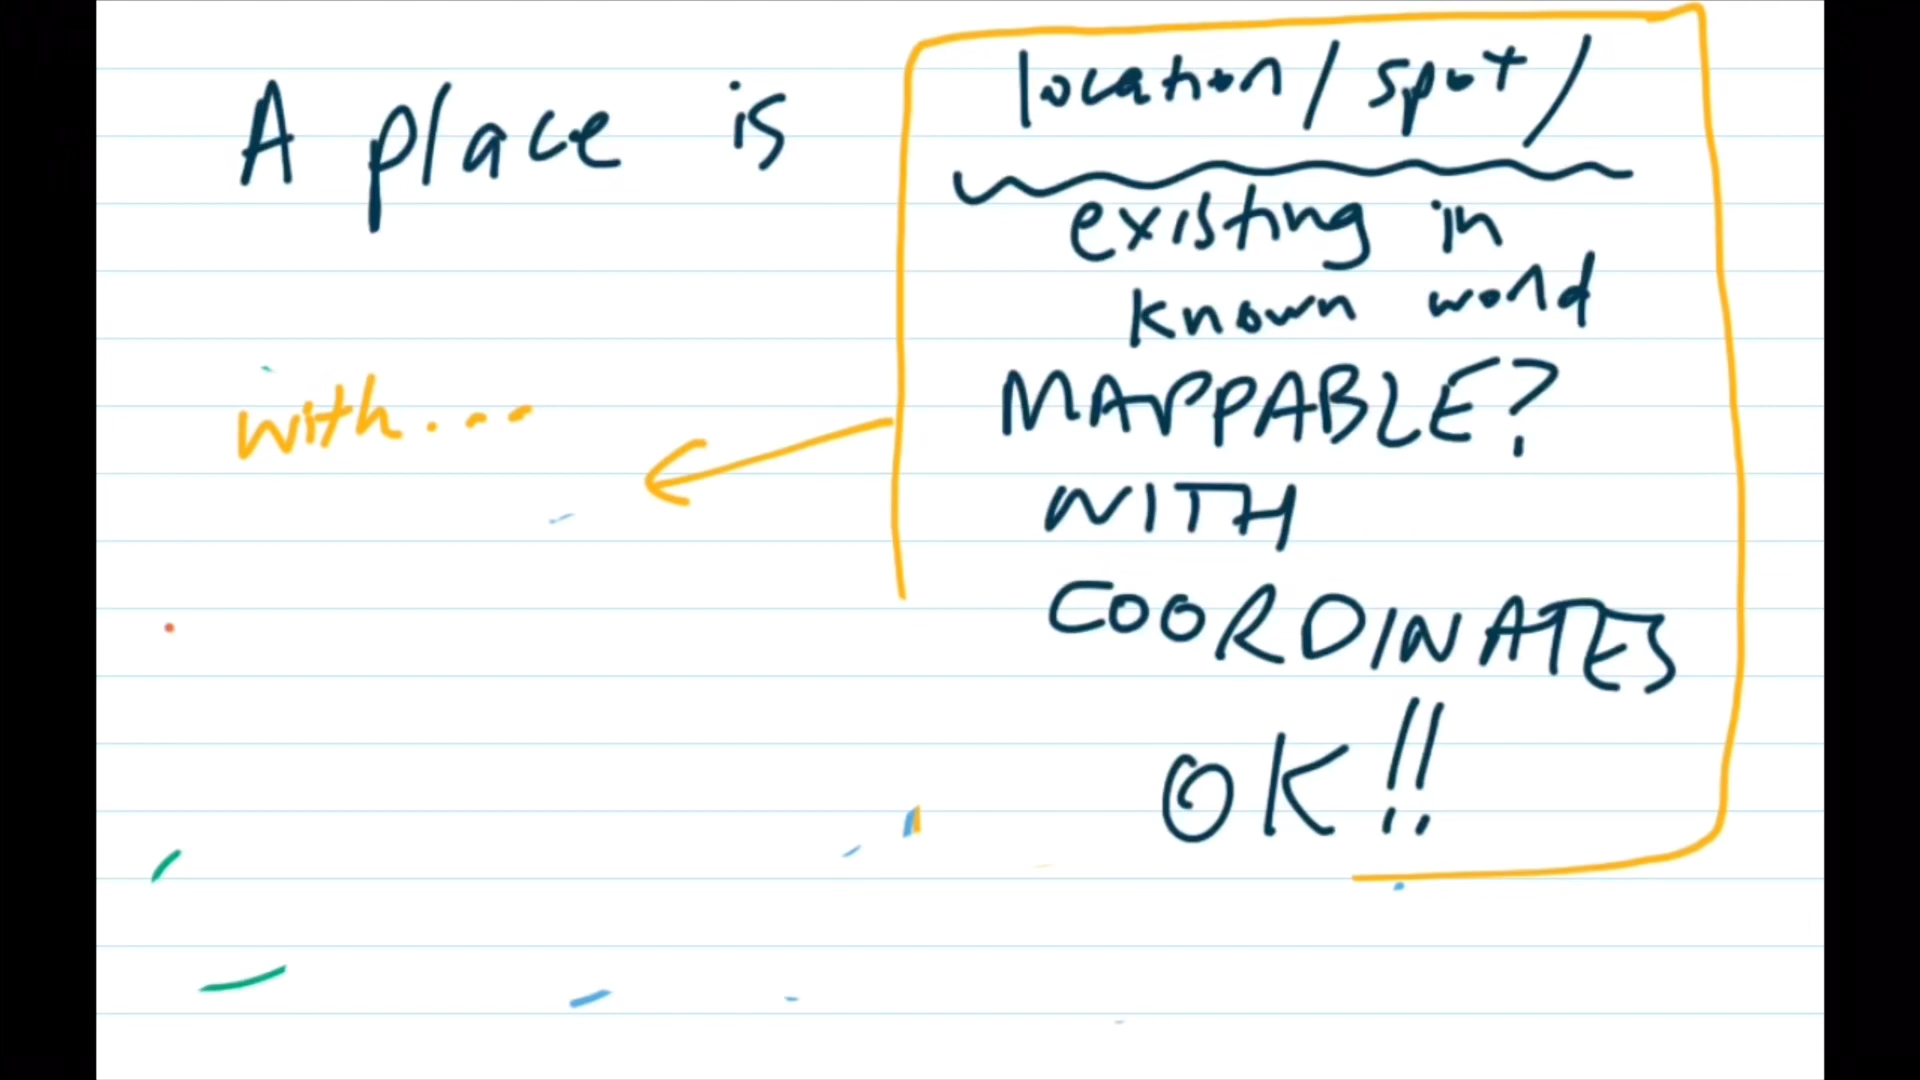 A place is
location/spot/
existing in
known world
MAPPABLE?
WITH
COORDINATES
OK!!
with....